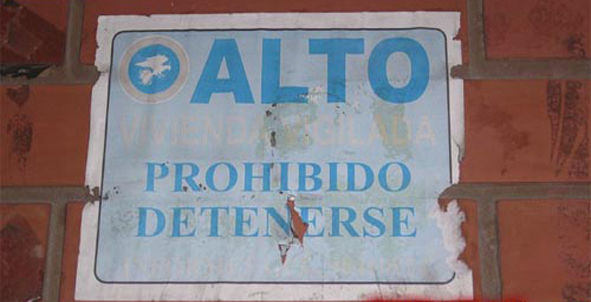 ALTO
VIVIENDA VIGILADA
PROHIBIDO
DETENERSE